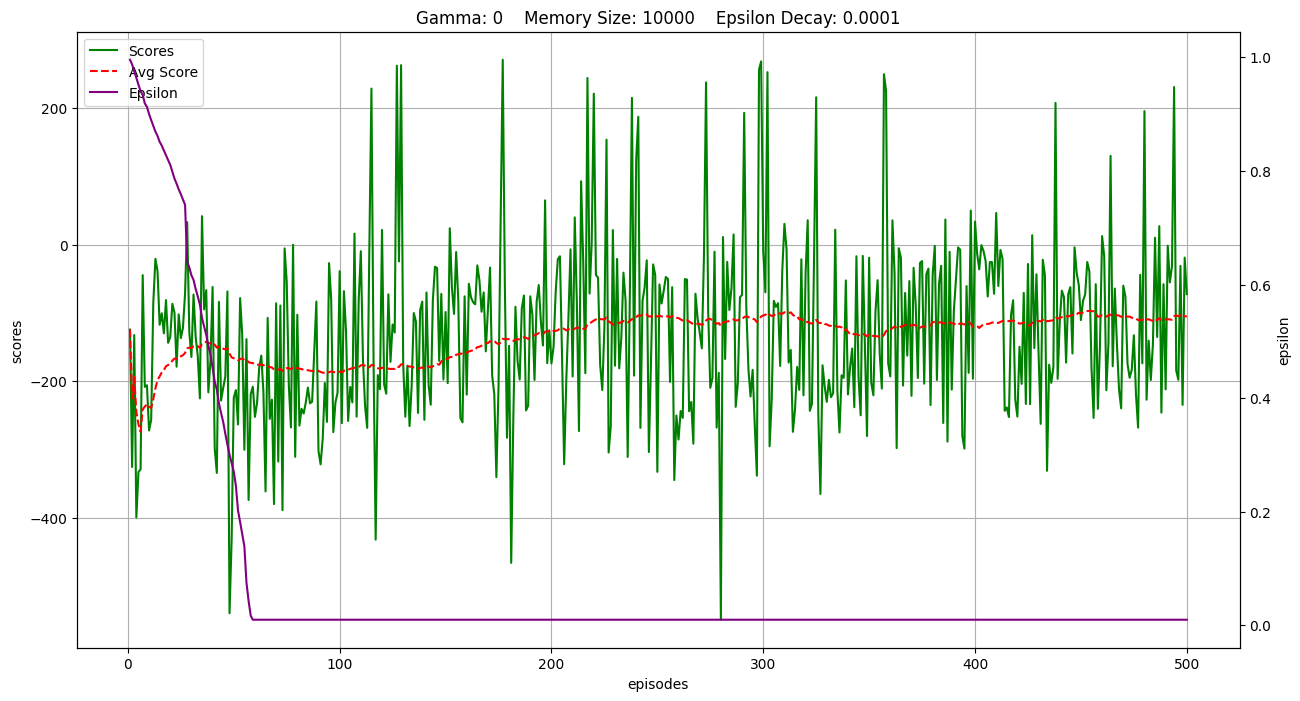 Gamma: 0    Memory Size: 10000    Epsilon Decay: 0.0001
Scores
Avg Score
Epsilon
200
0
−200
−400
scores
1.0
0.8
0.6
0.4
0.2
0.0
epsilon
0 100 200 300 400 500
episodes